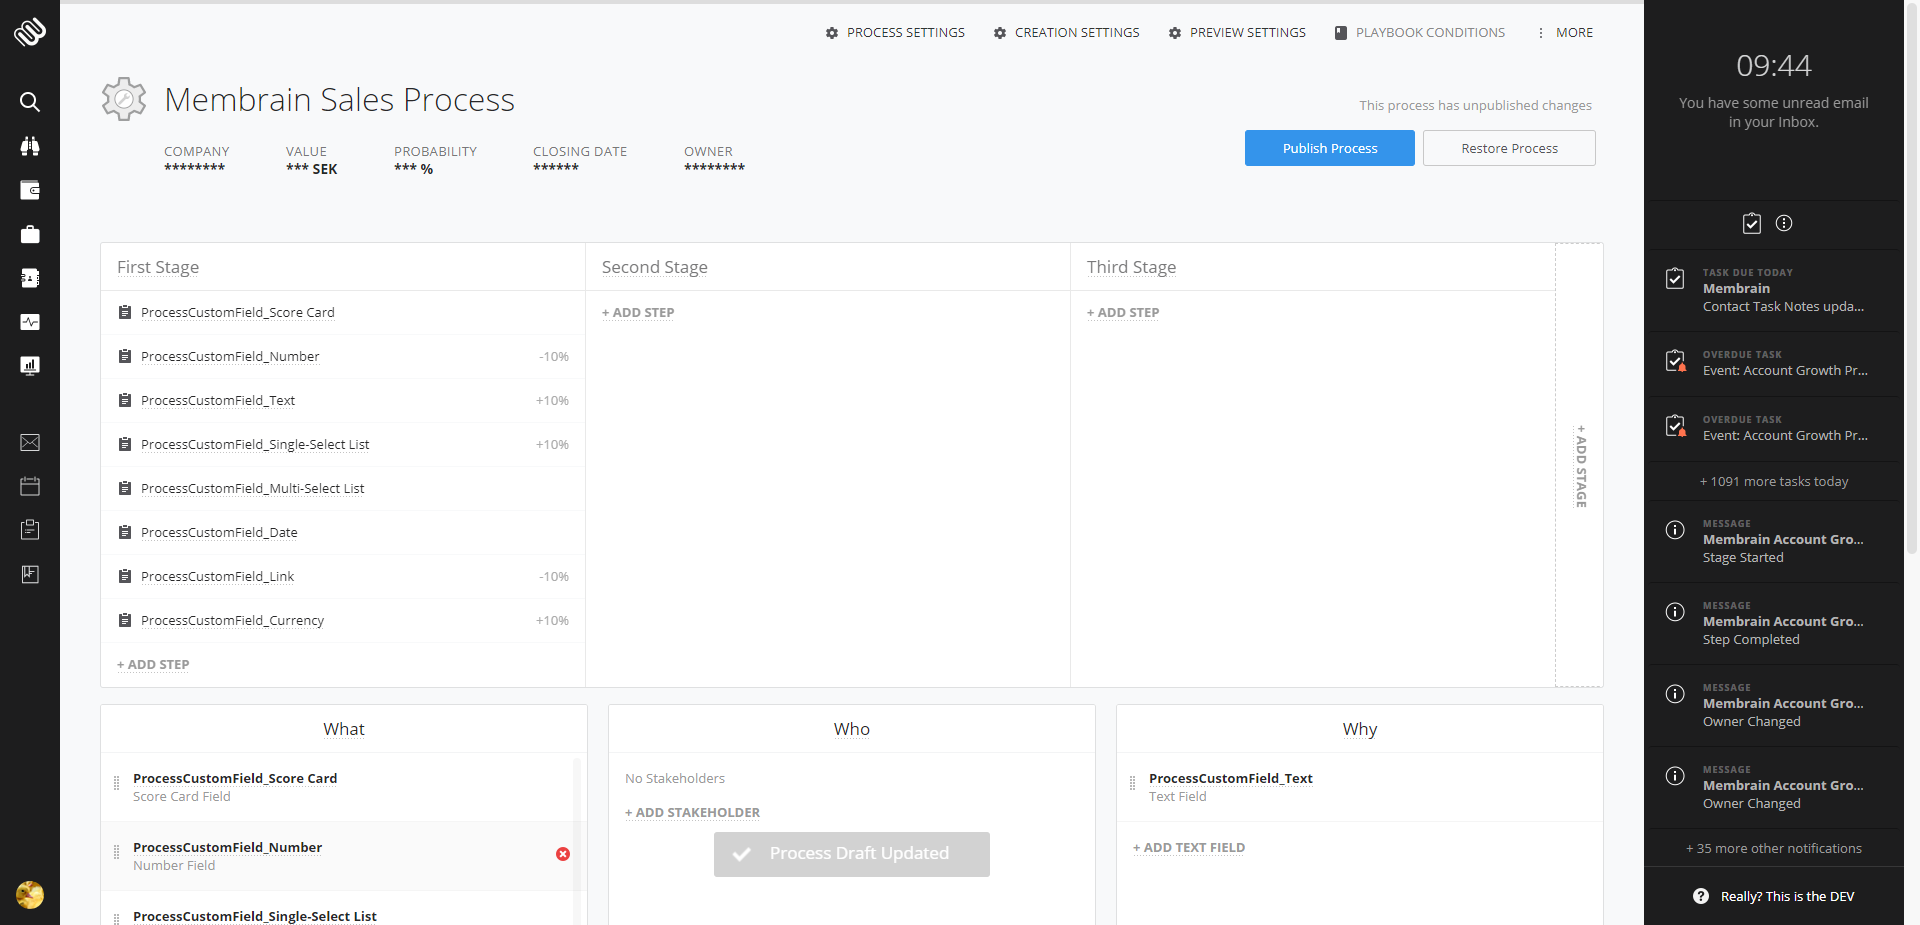 PROCESS SETTINGS
CREATION SETTINGS
PREVIEW SETTINGS
PLAYBOOK CONDITIONS
MORE
Membrain Sales Process
This process has unpublished changes
COMPANY
********
VALUE
*** SEK
PROBABILITY
*** %
CLOSING DATE
******
OWNER
********
Publish Process
Restore Process
First Stage
ProcessCustomField_Score Card
ProcessCustomField_Number
-10%
ProcessCustomField_Text
+10%
ProcessCustomField_Single-Select List
+10%
ProcessCustomField_Multi-Select List
ProcessCustomField_Date
ProcessCustomField_Link
-10%
ProcessCustomField_Currency
+10%
+ ADD STEP
Second Stage
+ ADD STEP
Third Stage
+ ADD STEP
+ ADD STAGE
What
ProcessCustomField_Score Card
Score Card Field
ProcessCustomField_Number
Number Field
ProcessCustomField_Single-Select List
Who
No Stakeholders
+ ADD STAKEHOLDER
Process Draft Updated
Why
ProcessCustomField_Text
Text Field
+ ADD TEXT FIELD
09:44
You have some unread email
in your Inbox.
TASK DUE TODAY
Membrain
Contact Task Notes upda...
OVERDUE TASK
Event: Account Growth Pr...
OVERDUE TASK
Event: Account Growth Pr...
+ 1091 more tasks today
MESSAGE
Membrain Account Gro...
Stage Started
MESSAGE
Membrain Account Gro...
Step Completed
MESSAGE
Membrain Account Gro...
Owner Changed
MESSAGE
Membrain Account Gro...
Owner Changed
+ 35 more other notifications
Really? This is the DEV